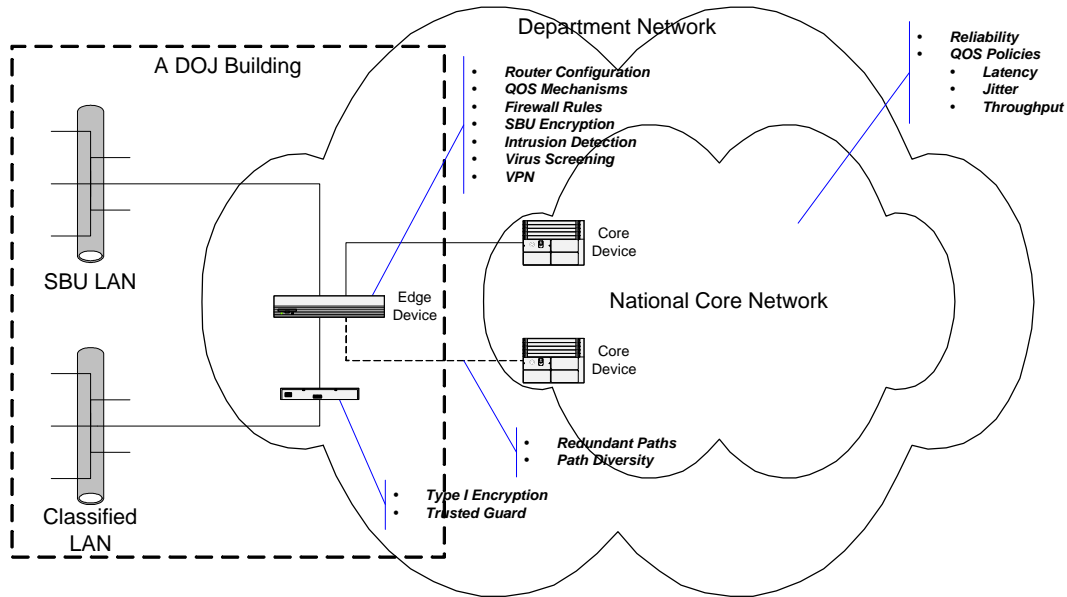 Department Network
A DOJ Building
• Router Configuration
• QOS Mechanisms
• Firewall Rules
• SBU Encryption
• Intrusion Detection
• Virus Screening
• VPN
• Reliability
• QOS Policies
• Latency
• Jitter
• Throughput
SBU LAN
Edge
Device
Core
Device
National Core Network
Core
Device
• Redundant Paths
• Path Diversity
• Type I Encryption
• Trusted Guard
Classified
LAN